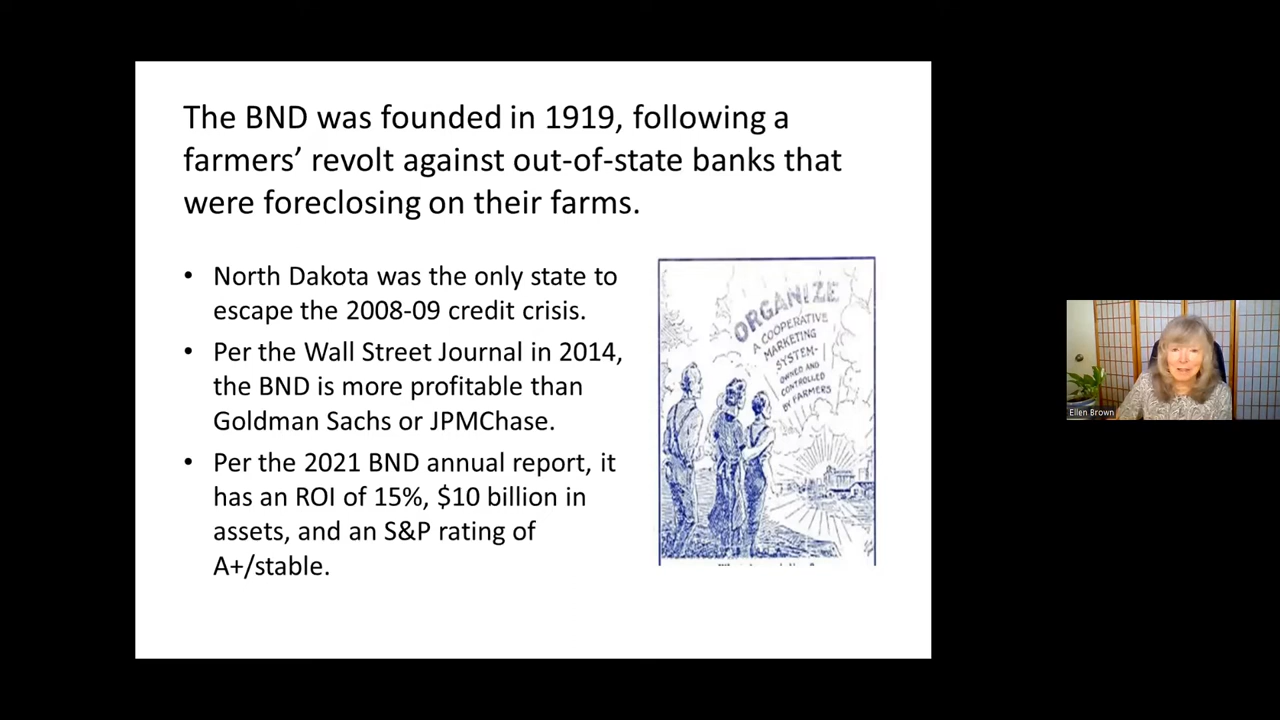 The BND was founded in 1919, following a
farmers’ revolt against out-of-state banks that
were foreclosing on their farms.
• North Dakota was the only state to
escape the 2008-09 credit crisis.
• Per the Wall Street Journal in 2014,
the BND is more profitable than
Goldman Sachs or JPMChase.
• Per the 2021 BND annual report, it
has an ROI of 15%, $10 billion in
assets, and an S&P rating of
A+/stable.
ORGANIZE
A COOPERATIVE
MARKETING
SYSTEM-
OWNED AND
CONTROLLED
BY FARMERS
Ellen Brown